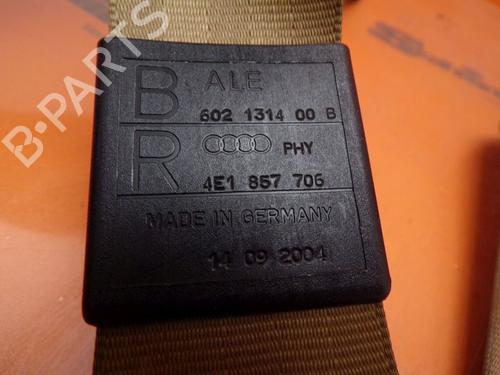 B ALE
602 1314 00 B
R PHY
4E1 857 706
MADE IN GERMANY
14 09 2004
B-PARTS